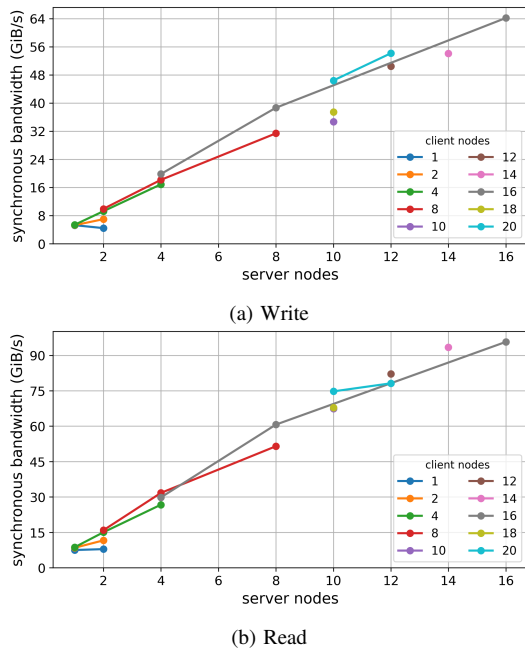 synchronous bandwidth (GiB/s)
64
56
48
40
32
24
16
8
0
client nodes
1 12
2 14
4 16
8 18
10 20
2 4 6 8 10 12 14 16
server nodes
(a) Write
synchronous bandwidth (GiB/s)
90
75
60
45
30
15
0
client nodes
1 12
2 14
4 16
8 18
10 20
2 4 6 8 10 12 14 16
server nodes
(b) Read